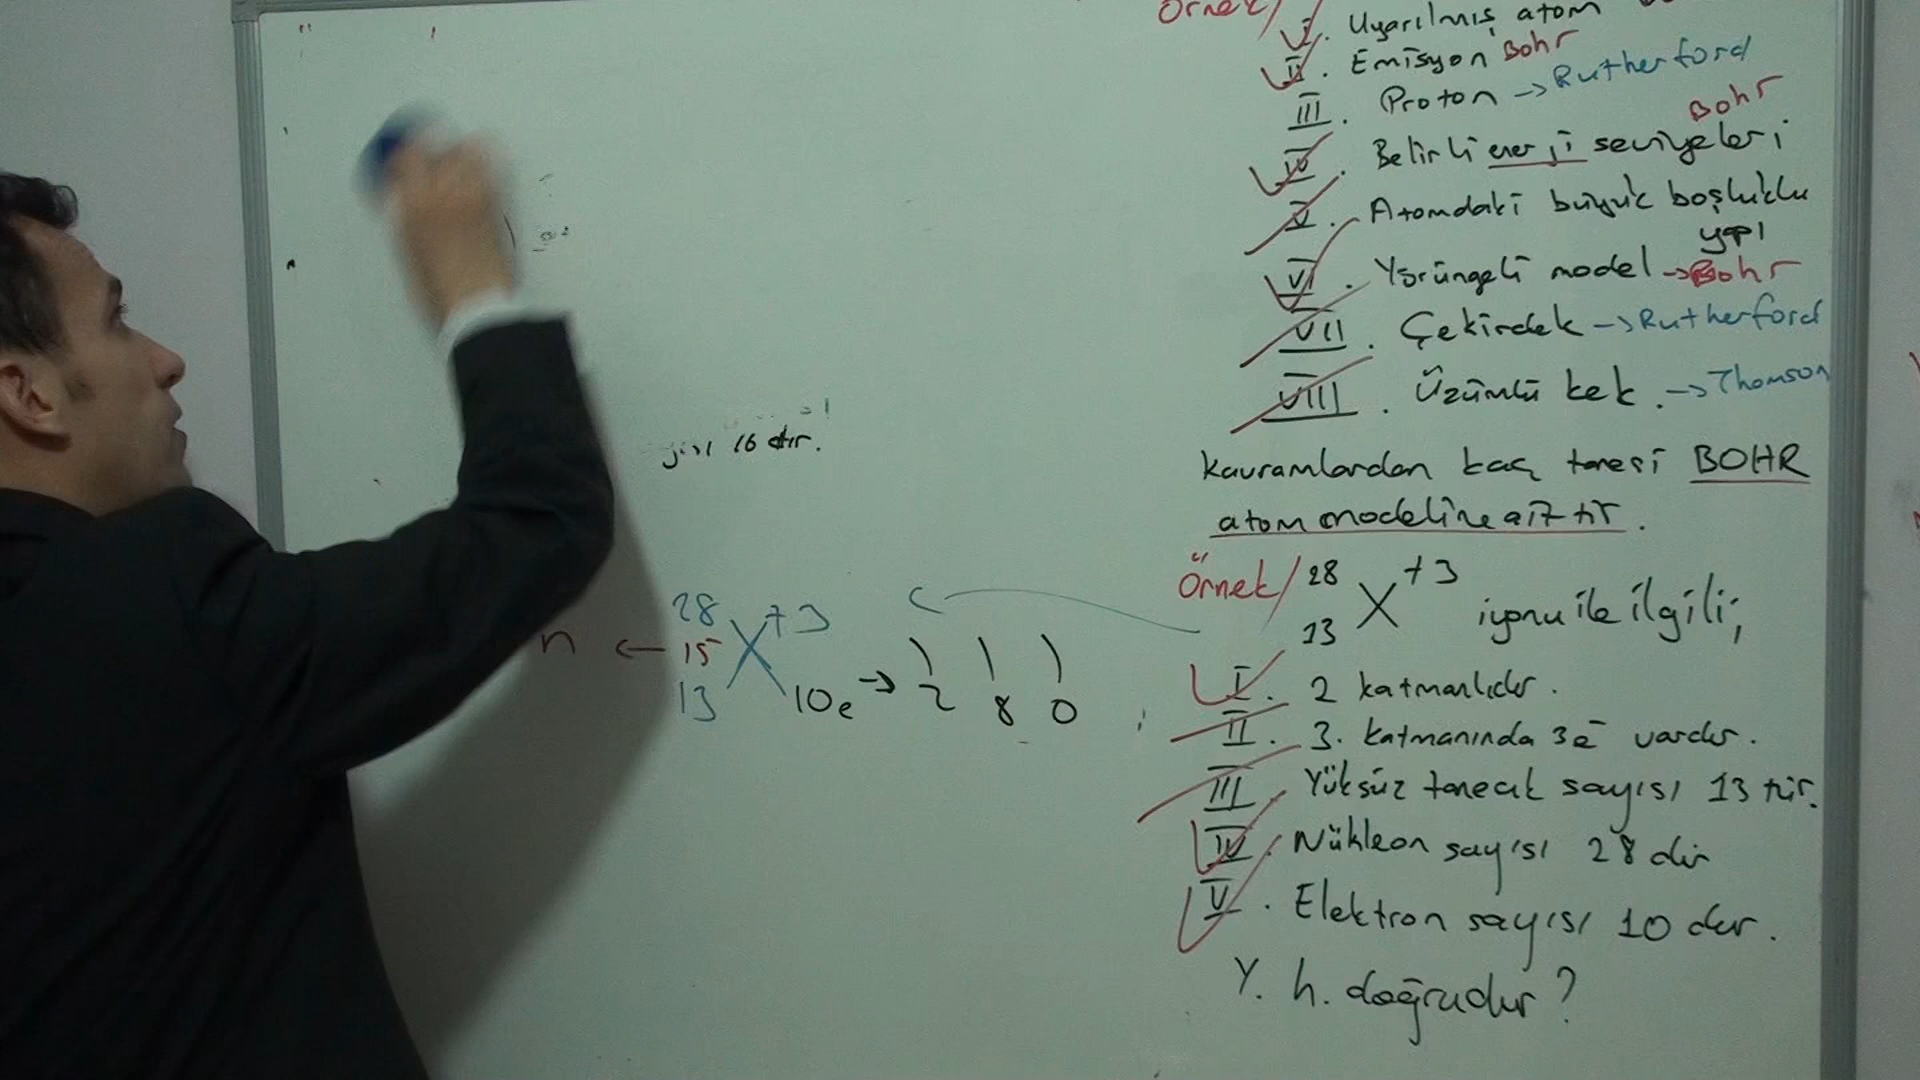 Örnek/
I. Uyarılmış atom
II. Emisyon Bohr
III. Proton -> Rutherford
Bohr
IV. Belirli enerji seviyeleri
V. Atomdaki büyük boşluklu
yapı
VI. Yörüngeli model -> Bohr
VII. Çekirdek -> Rutherford
VIII. Üzümlü kek. -> Thomson
Kavramlardan kaç tanesi BOHR
atom modeline aittir.
16 dır.
28 X +3
n <- 15
13 10e -> 2 8 0
Örnek/ 28 X +3 iyonu ile ilgili;
13
I. 2 katmanlıdır.
II. 3. katmanında 3e⁻ vardır.
III. Yüksüz tanecik sayısı 13 tür.
IV. Nükleon sayısı 28 dir
V. Elektron sayısı 10 dur.
Y. h. doğrudur?